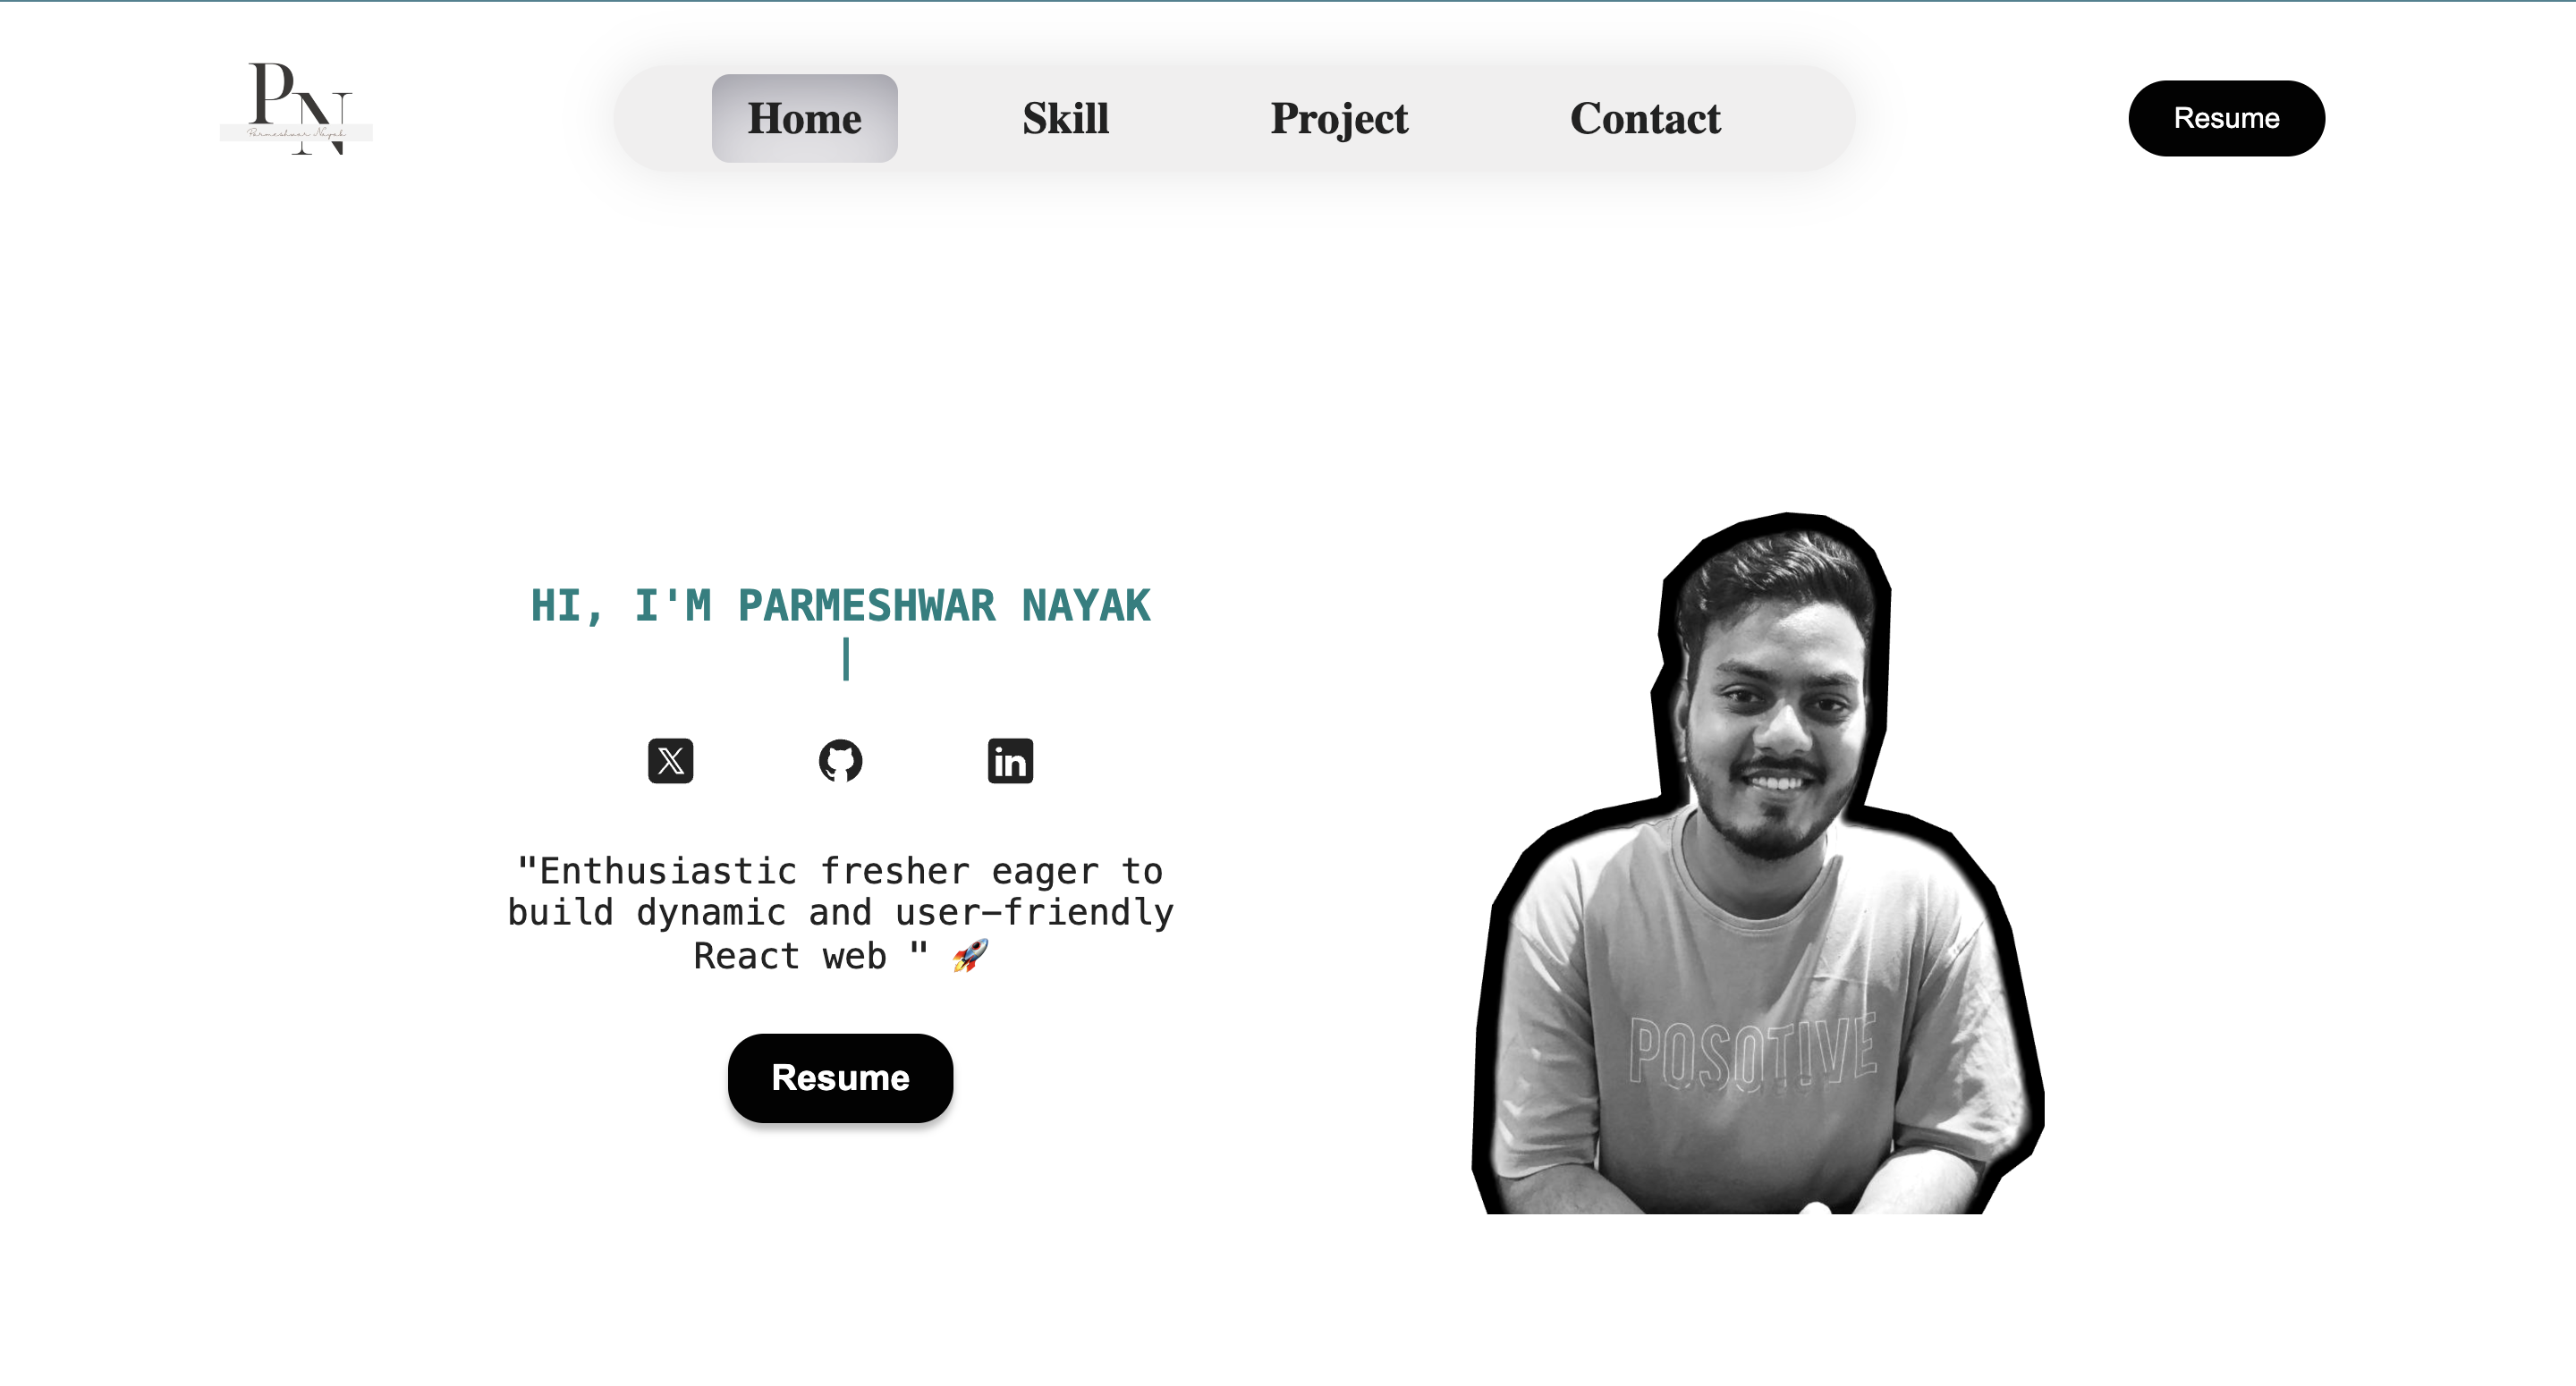 PN
Parmeshwar Nayak
Home Skill Project Contact
Resume
HI, I'M PARMESHWAR NAYAK
|
X
in
"Enthusiastic fresher eager to
build dynamic and user-friendly
React web " 🚀
Resume
POSOTIVE